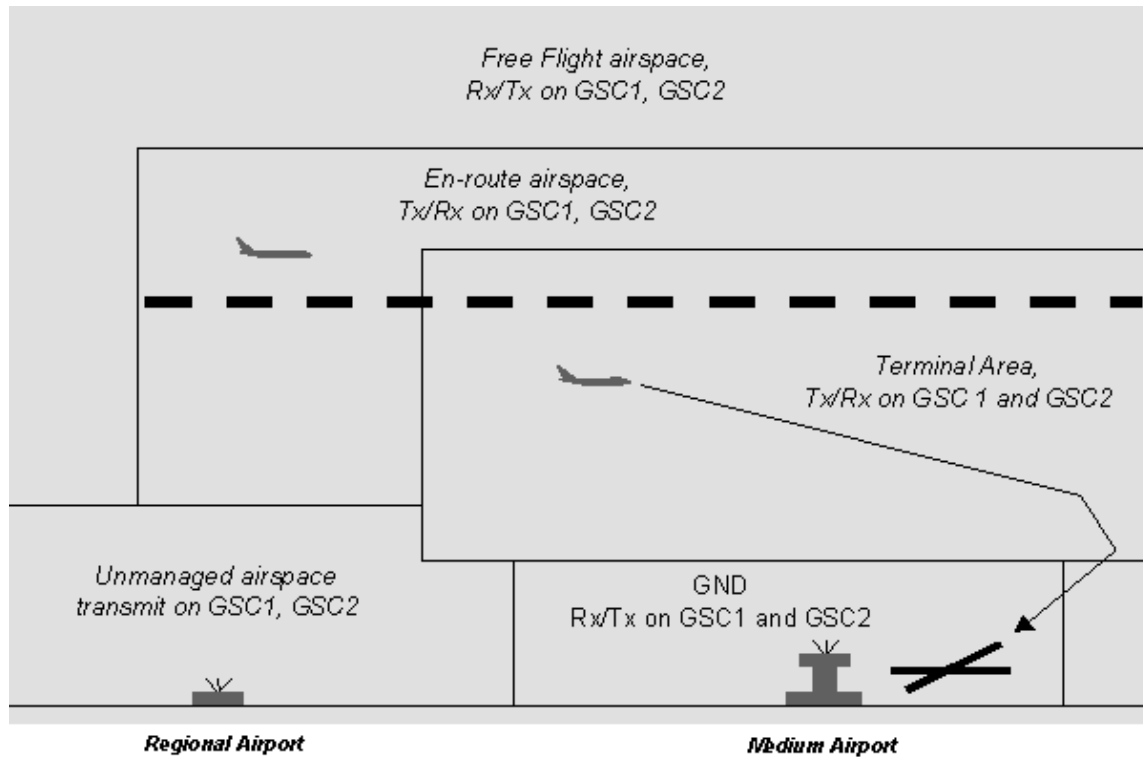 Free Flight airspace,
Rx/Tx on GSC1, GSC2
En-route airspace,
Tx/Rx on GSC1, GSC2
Terminal Area,
Tx/Rx on GSC 1 and GSC2
Unmanaged airspace
transmit on GSC1, GSC2
GND
Rx/Tx on GSC1 and GSC2
Regional Airport
Medium Airport